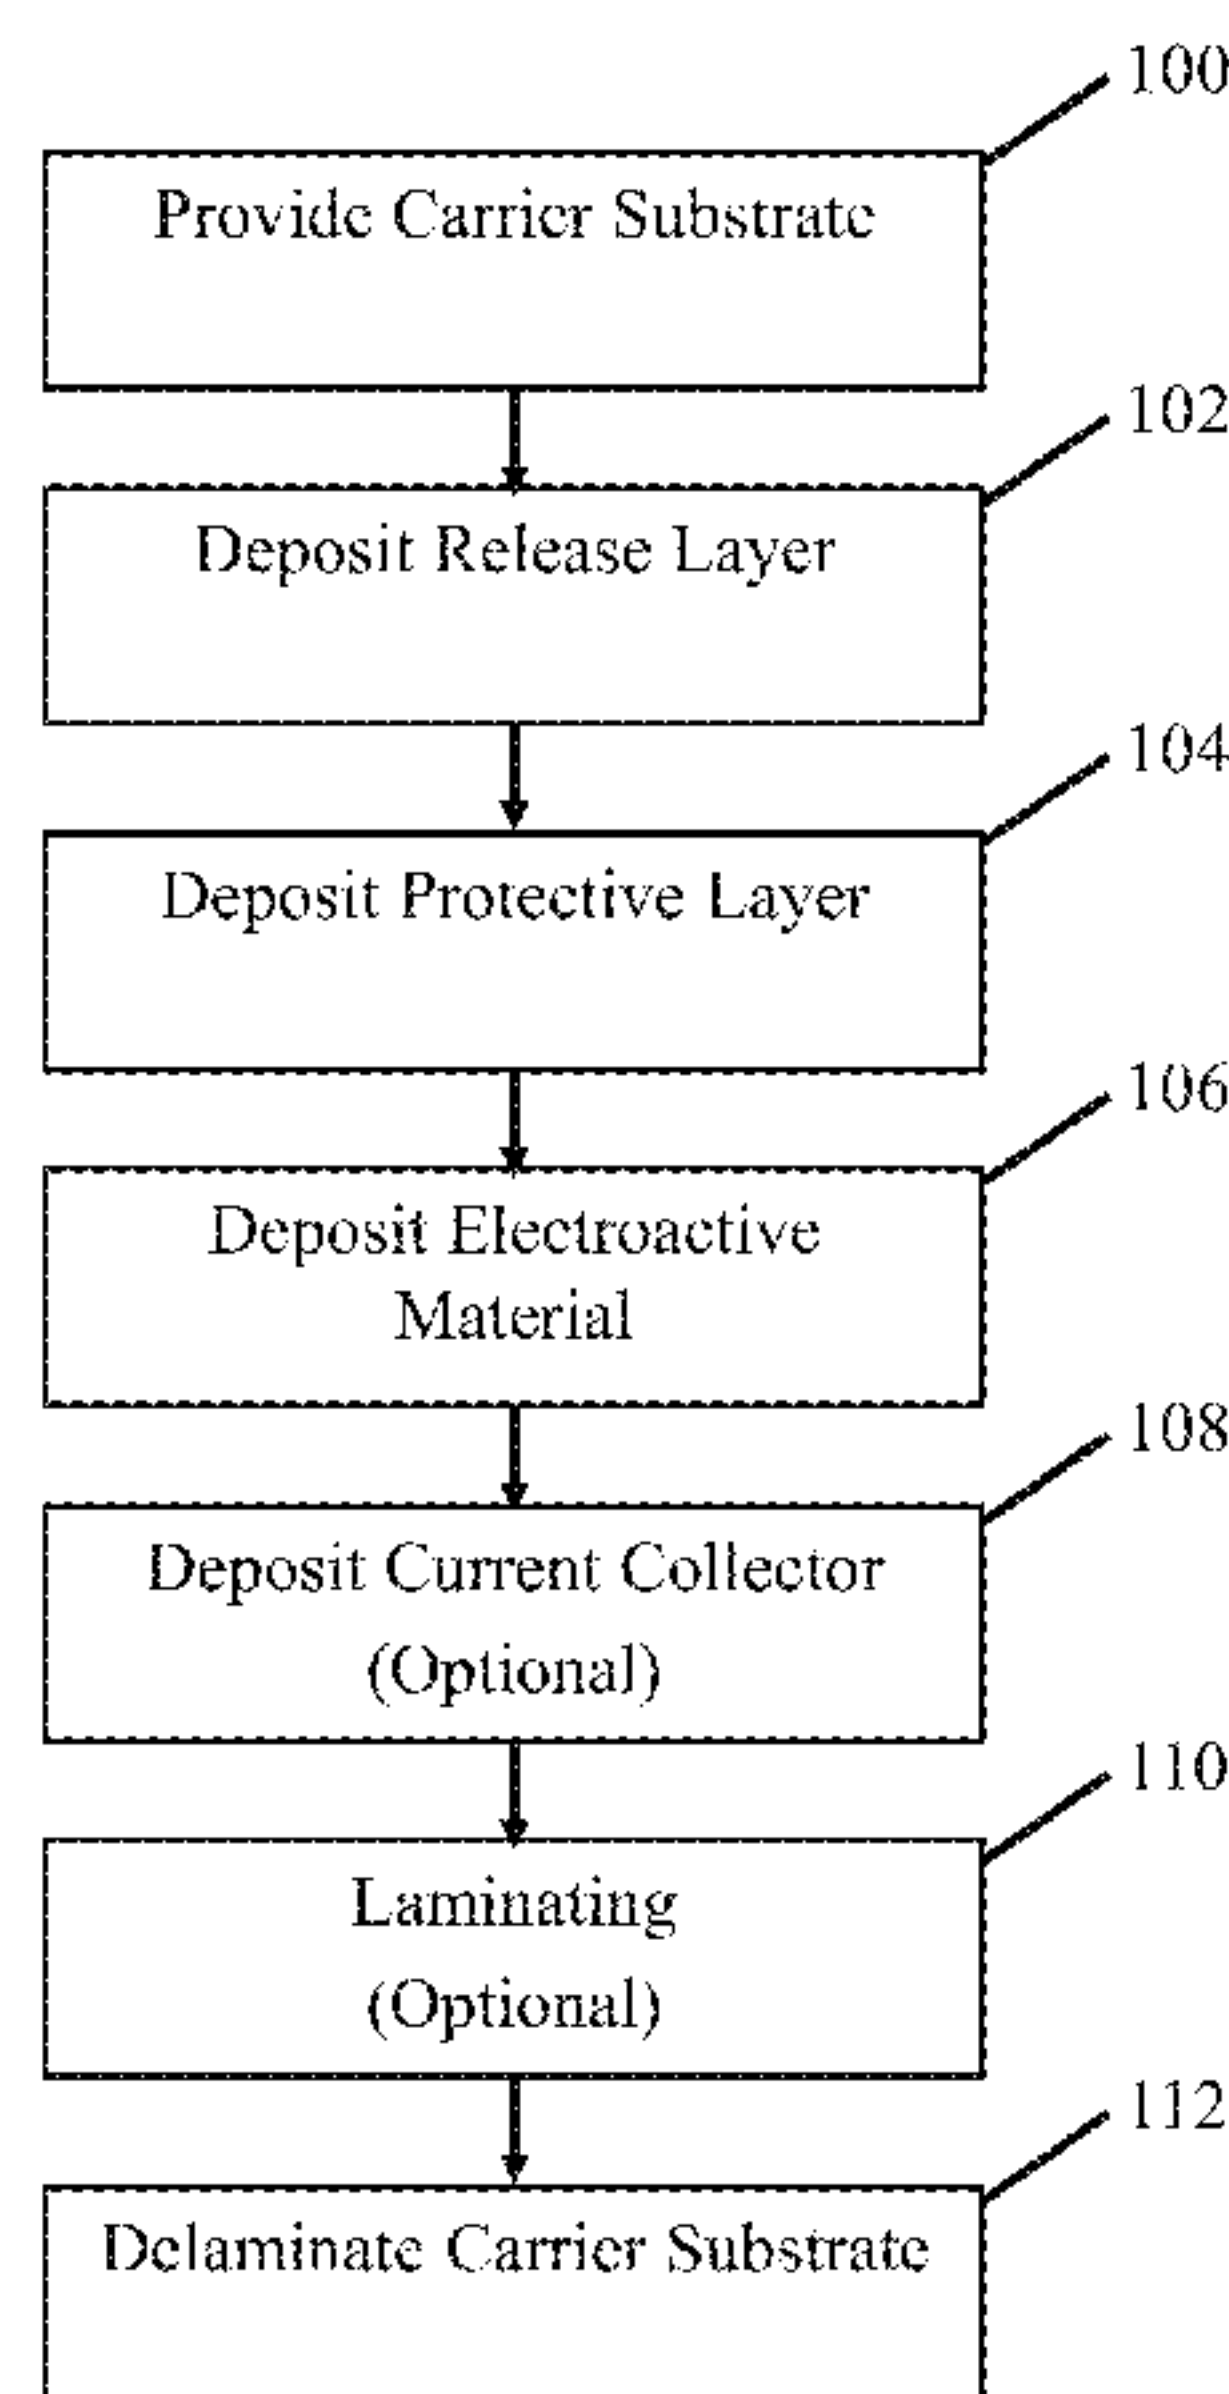 100
Provide Carrier Substrate
102
Deposit Release Layer
104
Deposit Protective Layer
106
Deposit Electroactive
Material
108
Deposit Current Collector
(Optional)
110
Laminating
(Optional)
112
Delaminate Carrier Substrate